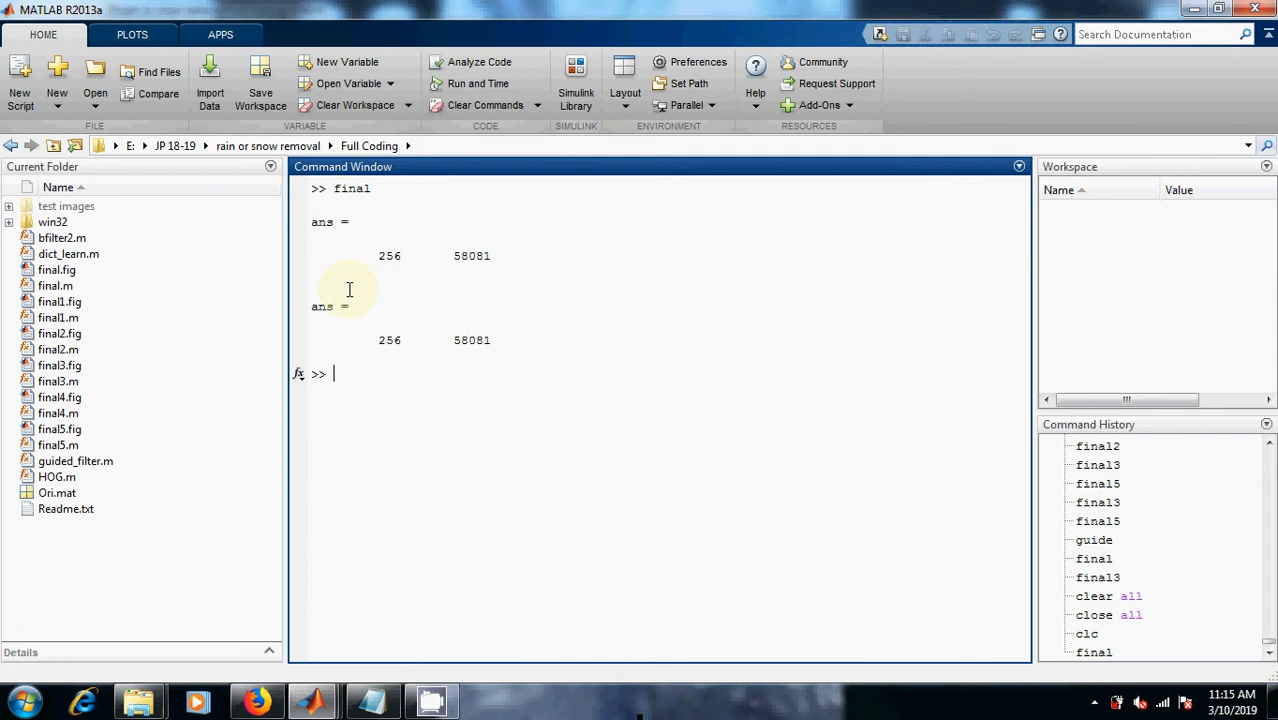 MATLAB R2013a
HOME PLOTS APPS Search Documentation
New Script
New
Open
Find Files
Compare
FILE
Import Data
Save Workspace
New Variable
Open Variable
Clear Workspace
VARIABLE
Analyze Code
Run and Time
Clear Commands
CODE
Simulink Library
SIMULINK
Layout
Preferences
Set Path
Parallel
ENVIRONMENT
Help
Community
Request Support
Add-Ons
RESOURCES
E: JP 18-19 rain or snow removal Full Coding
Current Folder
Name
test images
win32
bfilter2.m
dict_learn.m
final.fig
final.m
final1.fig
final1.m
final2.fig
final2.m
final3.fig
final3.m
final4.fig
final4.m
final5.fig
final5.m
guided_filter.m
HOG.m
Ori.mat
Readme.txt
Details
Command Window
>> final
ans =
256 58081
ans =
256 58081
fx >>
Workspace
Name Value
Command History
final2
final3
final5
final3
final5
guide
final
final3
clear all
close all
clc
final
11:15 AM
3/10/2019